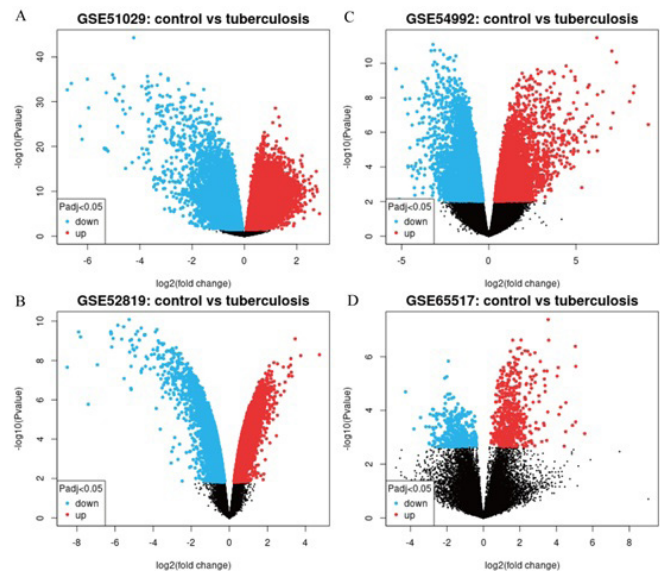 A
GSE51029: control vs tuberculosis
-log10(Pvalue)
40
30
20
10
0
Padj<0.05
down
up
-6 -4 -2 0 2
log2(fold change)
C
GSE54992: control vs tuberculosis
-log10(Pvalue)
10
8
6
4
2
0
Padj<0.05
down
up
-5 0 5
log2(fold change)
B
GSE52819: control vs tuberculosis
-log10(Pvalue)
10
8
6
4
2
0
Padj<0.05
down
up
-8 -6 -4 -2 0 2 4
log2(fold change)
D
GSE65517: control vs tuberculosis
-log10(Pvalue)
6
4
2
0
Padj<0.05
down
up
-4 -2 0 2 4 6 8
log2(fold change)